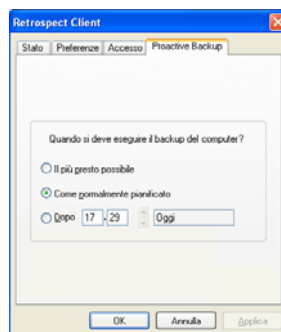 Retrospect Client
Stato Preferenze Accesso Proactive Backup
Quando si deve eseguire il backup del computer?
Il più presto possibile
Come normalmente pianificato
Dopo 17 . 29 Oggi
OK Annulla Applica